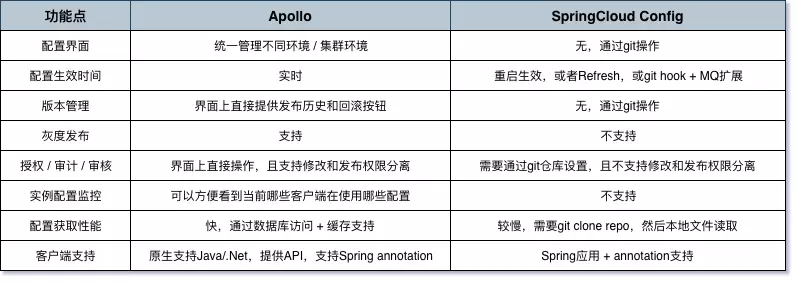 功能点 Apollo SpringCloud Config
配置界面 统一管理不同环境 / 集群环境 无，通过git操作
配置生效时间 实时 重启生效，或者Refresh，或git hook + MQ扩展
版本管理 界面上直接提供发布历史和回滚按钮 无，通过git操作
灰度发布 支持 不支持
授权 / 审计 / 审核 界面上直接操作，且支持修改和发布权限分离 需要通过git仓库设置，且不支持修改和发布权限分离
实例配置监控 可以方便看到当前哪些客户端在使用哪些配置 不支持
配置获取性能 快，通过数据库访问 + 缓存支持 较慢，需要git clone repo，然后本地文件读取
客户端支持 原生支持Java/.Net，提供API，支持Spring annotation Spring应用 + annotation支持